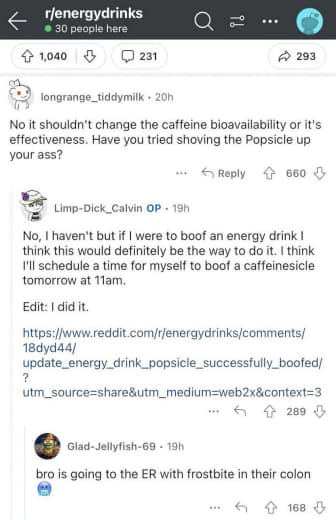 r/energydrinks
30 people here
1,040
231
293
longrange_tiddymilk · 20h
No it shouldn't change the caffeine bioavailability or it's
effectiveness. Have you tried shoving the Popsicle up
your ass?
Reply
660
Limp-Dick_Calvin OP · 19h
No, I haven't but if I were to boof an energy drink I
think this would definitely be the way to do it. I think
I'll schedule a time for myself to boof a caffeinesicle
tomorrow at 11am.
Edit: I did it.
https://www.reddit.com/r/energydrinks/comments/
18dyd44/
update_energy_drink_popsicle_successfully_boofed/
?
utm_source=share&utm_medium=web2x&context=3
289
Glad-Jellyfish-69 · 19h
bro is going to the ER with frostbite in their colon
🥶
168